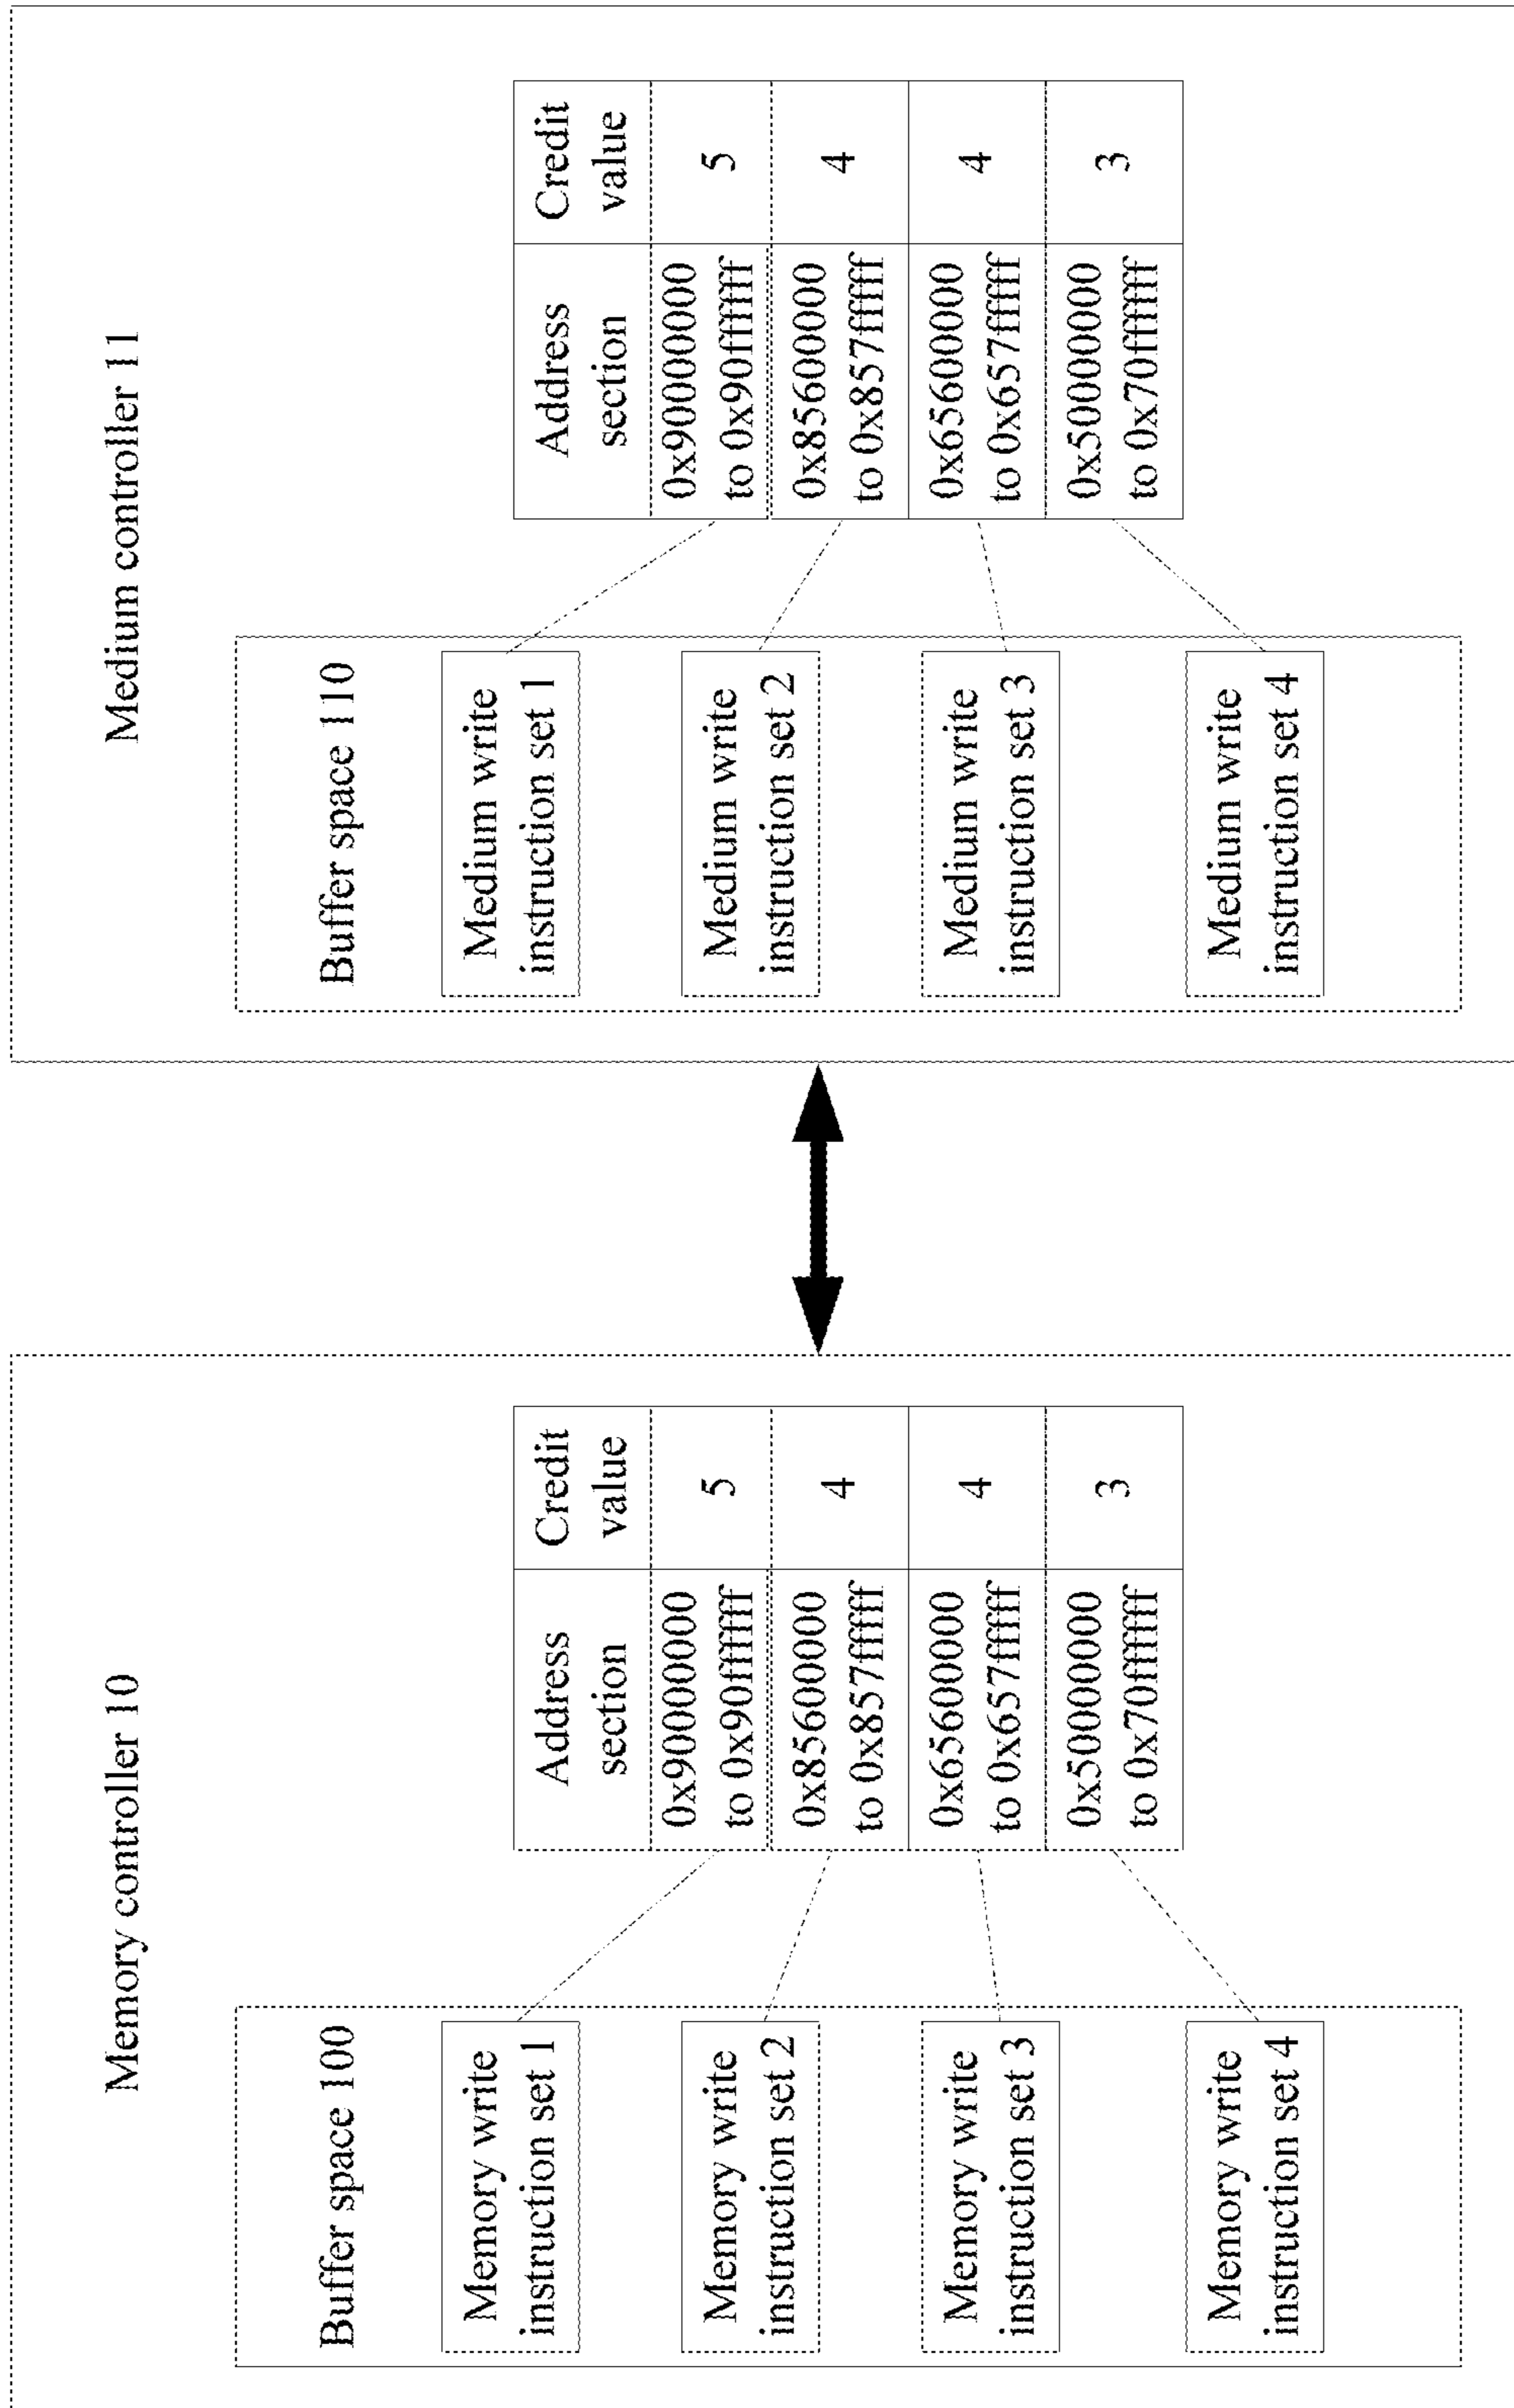 Memory controller 10
Buffer space 100
Memory write
instruction set 1
Memory write
instruction set 2
Memory write
instruction set 3
Memory write
instruction set 4
Address
section
Credit
value
0x90000000
to 0x90ffffff
5
0x85600000
to 0x857fffff
4
0x65600000
to 0x657fffff
4
0x50000000
to 0x70ffffff
3
Medium controller 11
Buffer space 110
Medium write
instruction set 1
Medium write
instruction set 2
Medium write
instruction set 3
Medium write
instruction set 4
Address
section
Credit
value
0x90000000
to 0x90ffffff
5
0x85600000
to 0x857fffff
4
0x65600000
to 0x657fffff
4
0x50000000
to 0x70ffffff
3